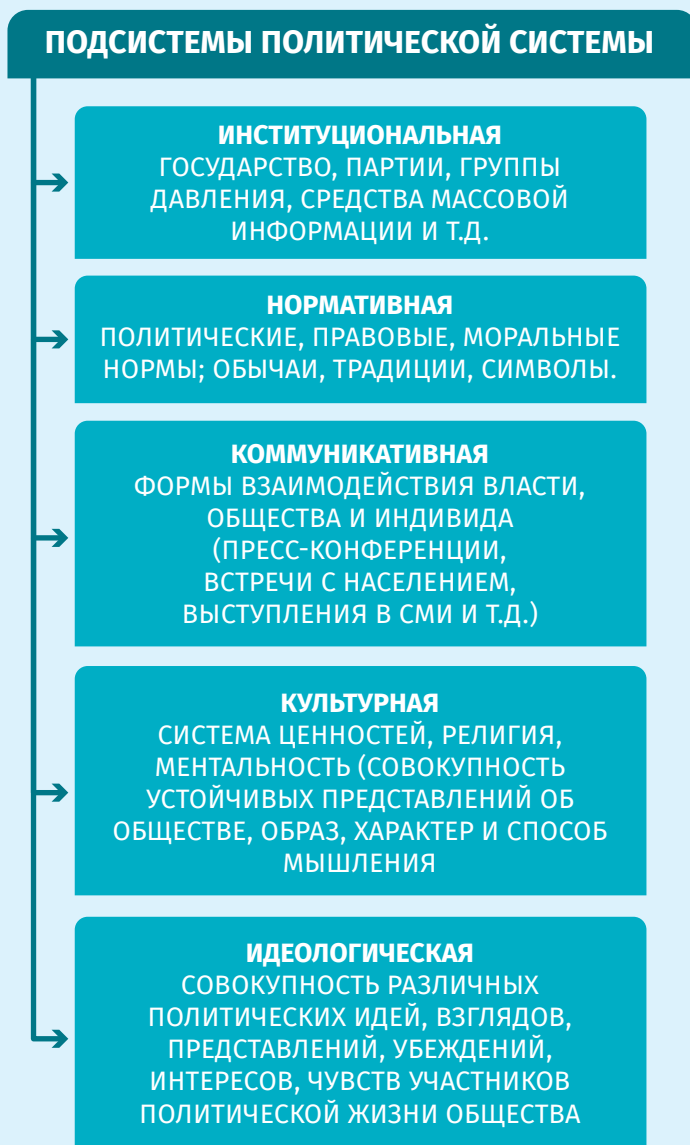 ПОДСИСТЕМЫ ПОЛИТИЧЕСКОЙ СИСТЕМЫ
ИНСТИТУЦИОНАЛЬНАЯ
ГОСУДАРСТВО, ПАРТИИ, ГРУППЫ
ДАВЛЕНИЯ, СРЕДСТВА МАССОВОЙ
ИНФОРМАЦИИ И Т.Д.
НОРМАТИВНАЯ
ПОЛИТИЧЕСКИЕ, ПРАВОВЫЕ, МОРАЛЬНЫЕ
НОРМЫ; ОБЫЧАИ, ТРАДИЦИИ, СИМВОЛЫ.
КОММУНИКАТИВНАЯ
ФОРМЫ ВЗАИМОДЕЙСТВИЯ ВЛАСТИ,
ОБЩЕСТВА И ИНДИВИДА
(ПРЕСС-КОНФЕРЕНЦИИ,
ВСТРЕЧИ С НАСЕЛЕНИЕМ,
ВЫСТУПЛЕНИЯ В СМИ И Т.Д.)
КУЛЬТУРНАЯ
СИСТЕМА ЦЕННОСТЕЙ, РЕЛИГИЯ,
МЕНТАЛЬНОСТЬ (СОВОКУПНОСТЬ
УСТОЙЧИВЫХ ПРЕДСТАВЛЕНИЙ ОБ
ОБЩЕСТВЕ, ОБРАЗ, ХАРАКТЕР И СПОСОБ
МЫШЛЕНИЯ
ИДЕОЛОГИЧЕСКАЯ
СОВОКУПНОСТЬ РАЗЛИЧНЫХ
ПОЛИТИЧЕСКИХ ИДЕЙ, ВЗГЛЯДОВ,
ПРЕДСТАВЛЕНИЙ, УБЕЖДЕНИЙ,
ИНТЕРЕСОВ, ЧУВСТВ УЧАСТНИКОВ
ПОЛИТИЧЕСКОЙ ЖИЗНИ ОБЩЕСТВА